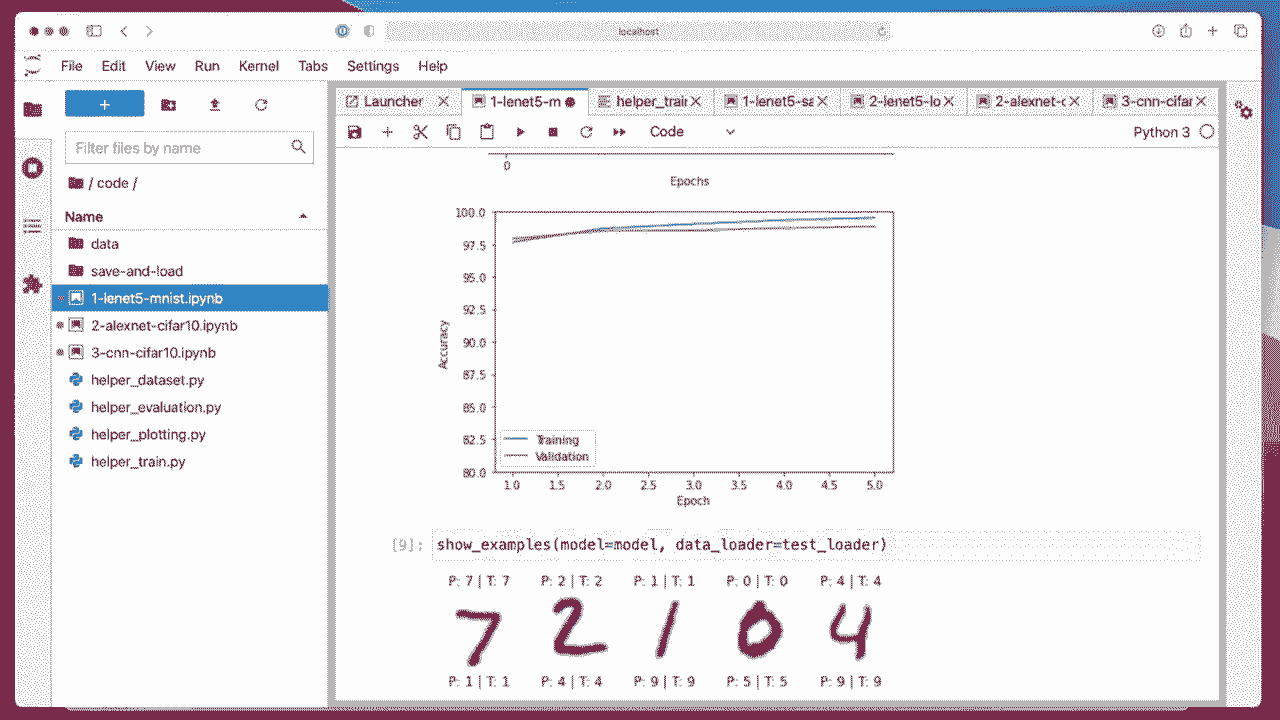 localhost
File Edit View Run Kernel Tabs Settings Help
+
Launcher 1-lenet5-m helper_train 1-lenet5-sa 2-lenet5-lo 2-alexnet-c 3-cnn-cifar
Code Python 3
Filter files by name
/ code /
Name
data
save-and-load
1-lenet5-mnist.ipynb
2-alexnet-cifar10.ipynb
3-cnn-cifar10.ipynb
helper_dataset.py
helper_evaluation.py
helper_plotting.py
helper_train.py
0
Epochs
100.0
97.5
95.0
92.5
90.0
87.5
85.0
82.5
80.0
Accuracy
Training
Validation
1.0 1.5 2.0 2.5 3.0 3.5 4.0 4.5 5.0
Epoch
[9]: show_examples(model=model, data_loader=test_loader)
P: 7 | T: 7 P: 2 | T: 2 P: 1 | T: 1 P: 0 | T: 0 P: 4 | T: 4
7 2 1 0 4
P: 1 | T: 1 P: 4 | T: 4 P: 9 | T: 9 P: 5 | T: 5 P: 9 | T: 9